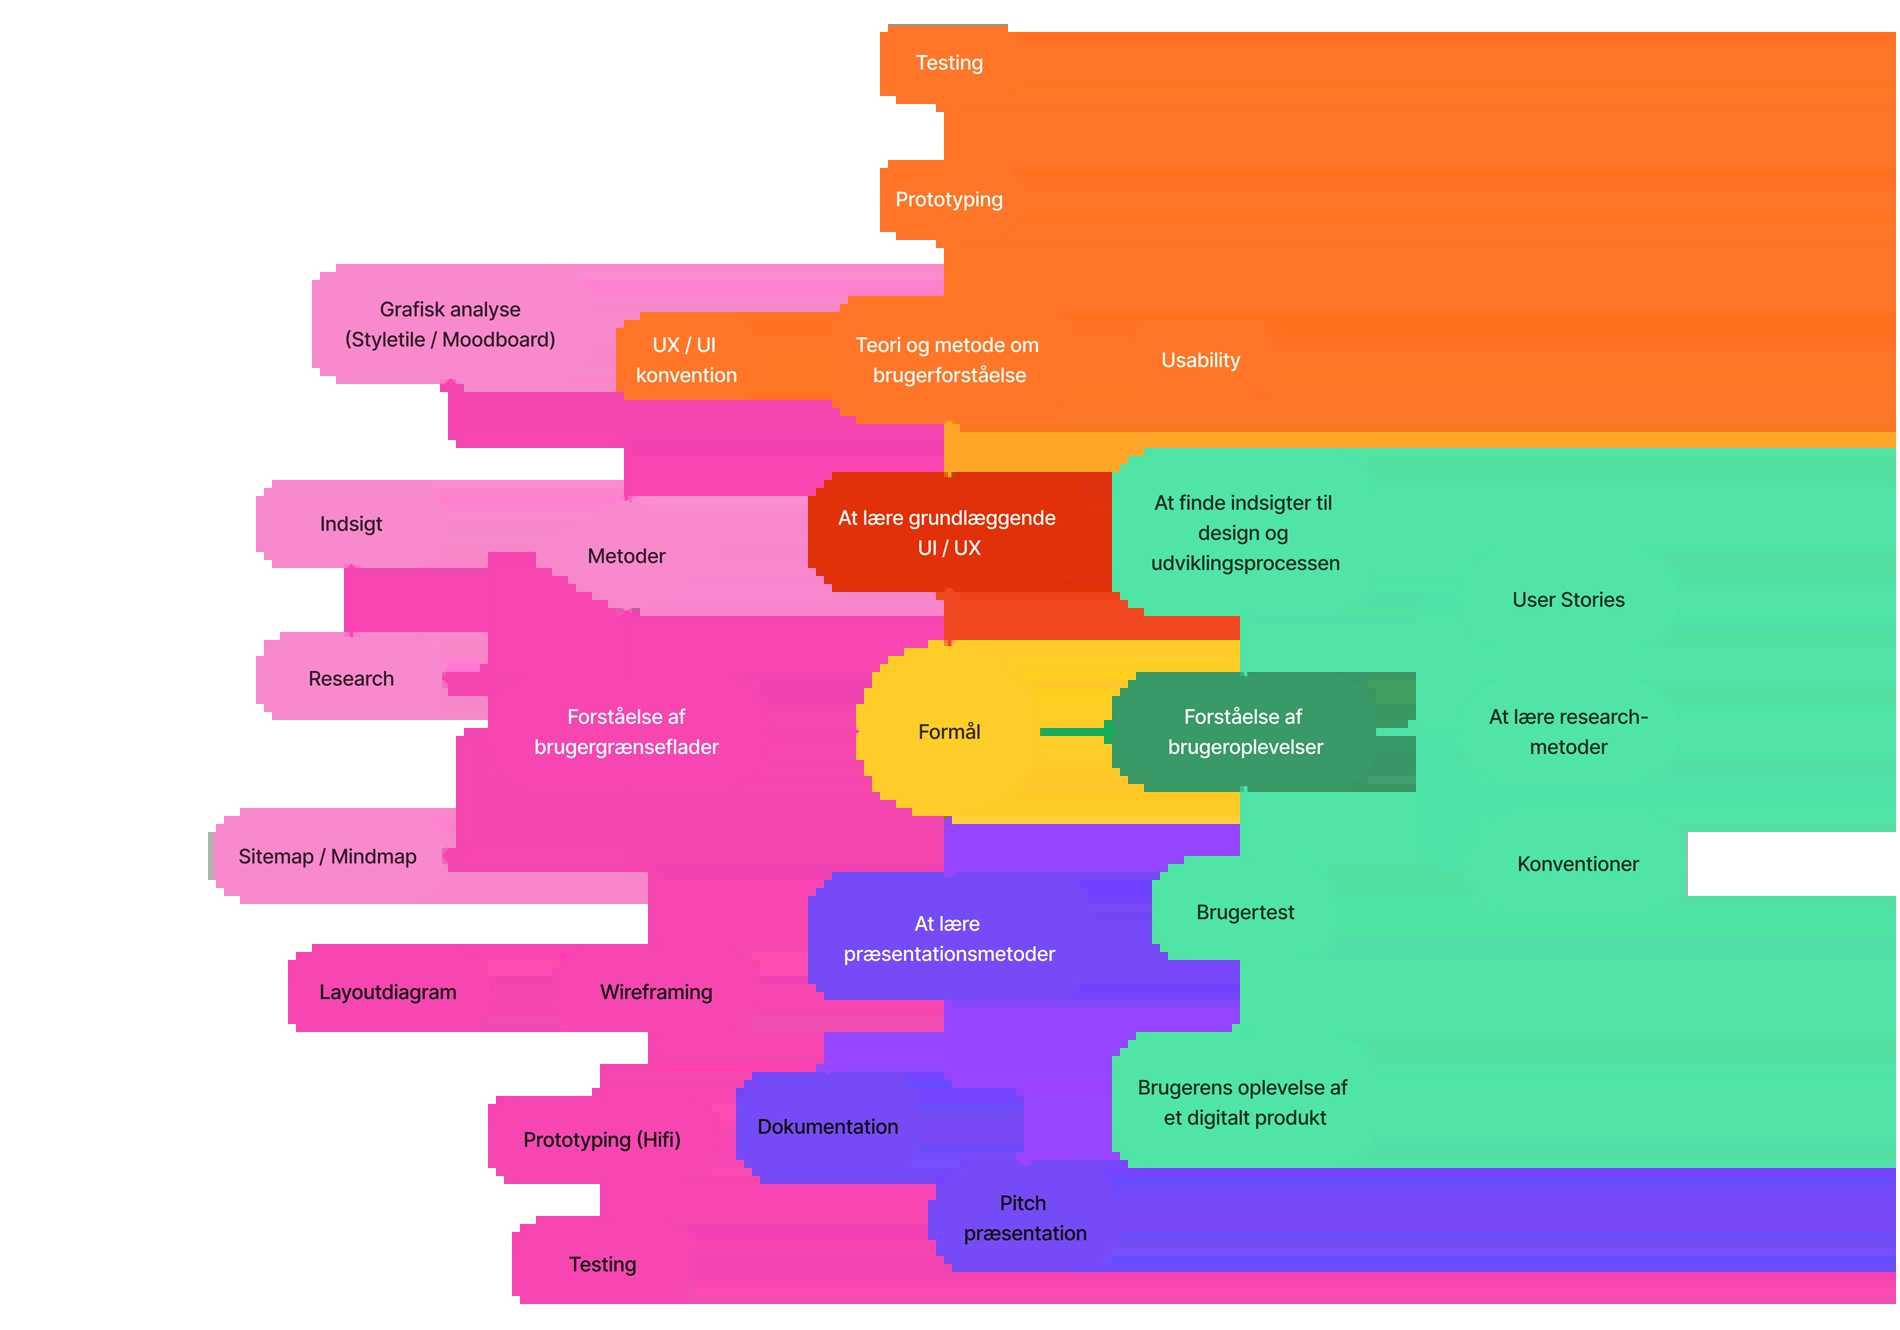 Testing
Prototyping
Grafisk analyse
(Styletile / Moodboard)
UX / UI
konvention
Teori og metode om
brugerforståelse
Usability
Indsigt
Metoder
At lære grundlæggende
UI / UX
At finde indsigter til
design og
udviklingsprocessen
User Stories
Research
Forståelse af
brugergrænseflader
Formål
Forståelse af
brugeroplevelser
At lære research-
metoder
Sitemap / Mindmap
Konventioner
Brugertest
At lære
præsentationsmetoder
Layoutdiagram
Wireframing
Brugerens oplevelse af
et digitalt produkt
Prototyping (Hifi)
Dokumentation
Pitch
præsentation
Testing